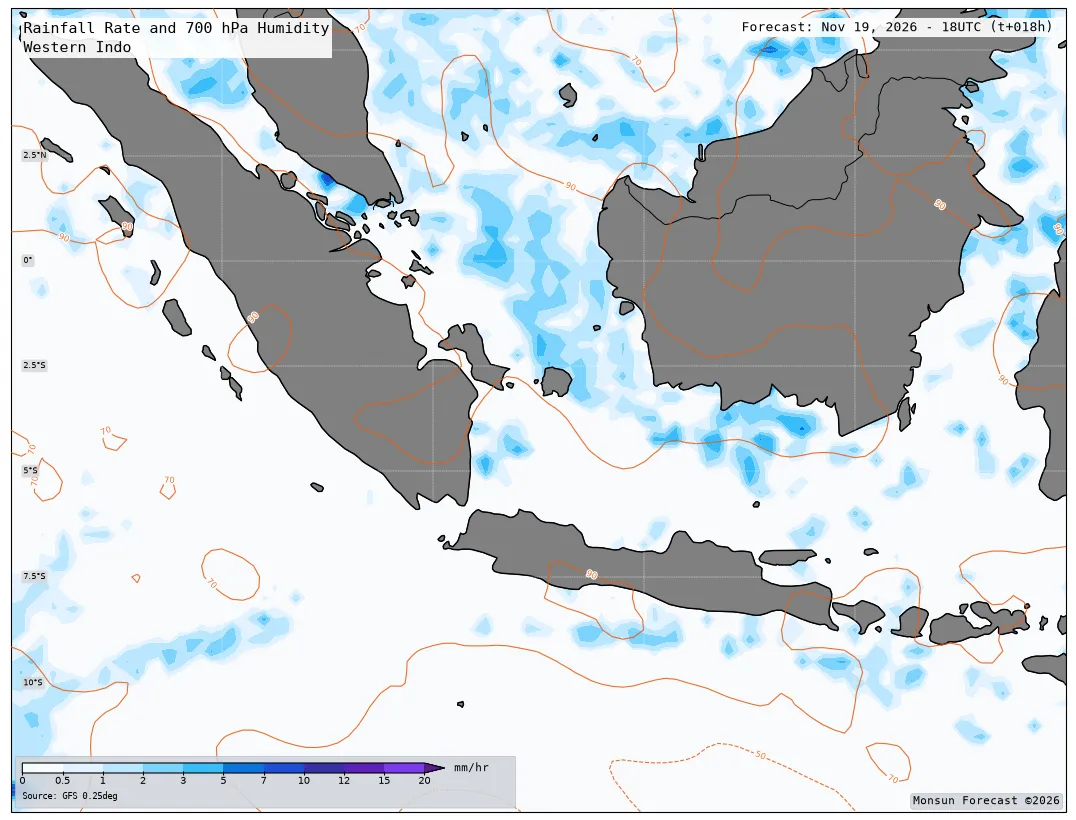 Rainfall Rate and 700 hPa Humidity
Western Indo
Forecast: Nov 19, 2026 - 18UTC (t+018h)
70
70
2.5°N
90
90
90
90
90
0°
90
2.5°S
90
70
70
5°S
70
70
7.5°S
70
90
10°S
50
70
mm/hr
0 0.5 1 2 3 5 7 10 12 15 20
Source: GFS 0.25deg
Monsun Forecast ©2026